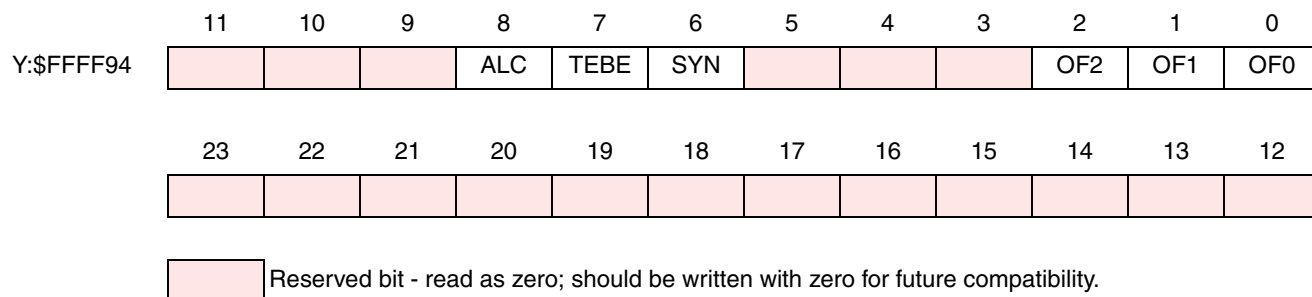 11 10 9 8 7 6 5 4 3 2 1 0
Y:$FFFF94 ALC TEBE SYN OF2 OF1 OF0
23 22 21 20 19 18 17 16 15 14 13 12
Reserved bit - read as zero; should be written with zero for future compatibility.